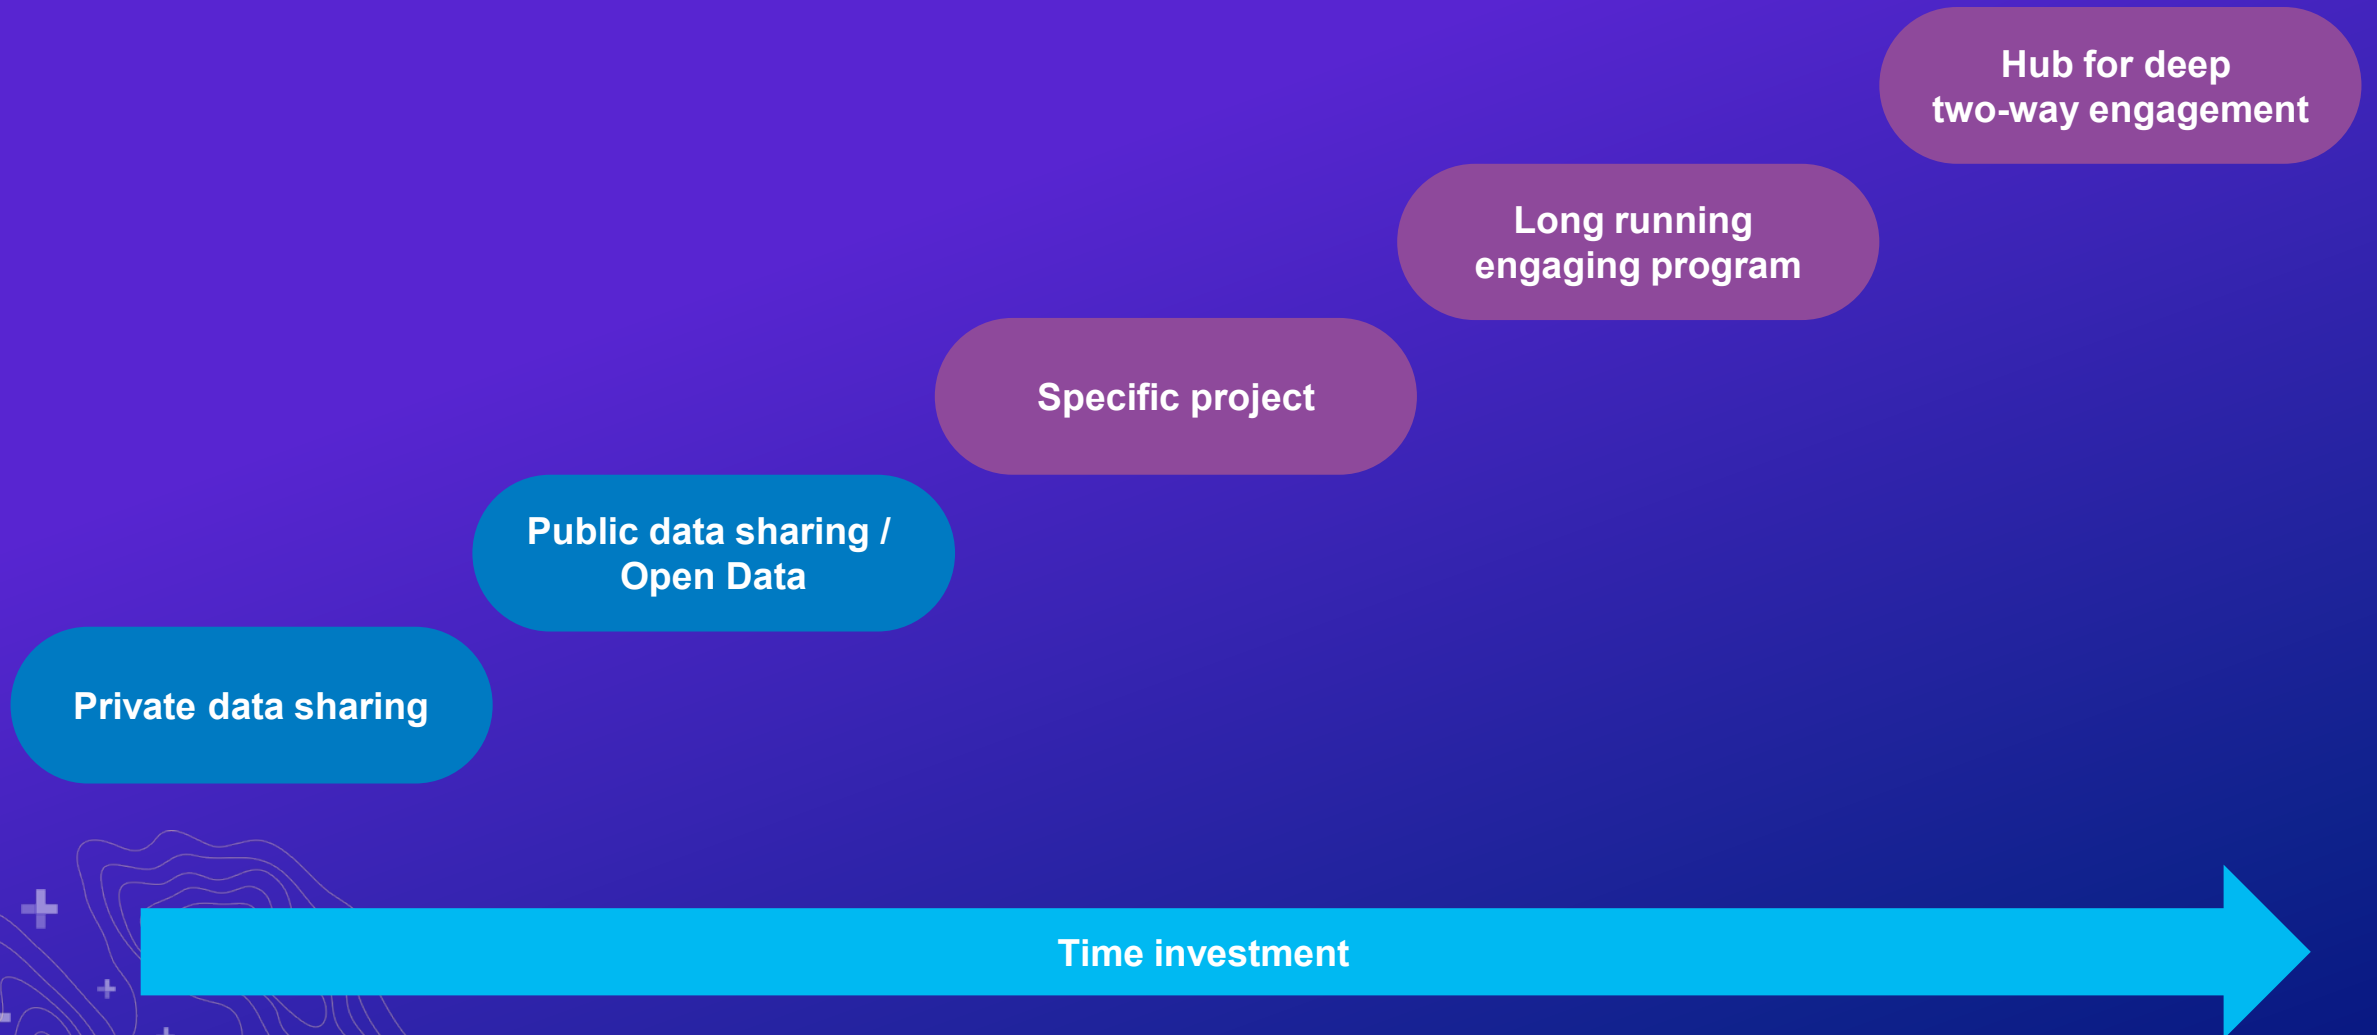 Hub for deep
two-way engagement
Long running
engaging program
Specific project
Public data sharing /
Open Data
Private data sharing
Time investment